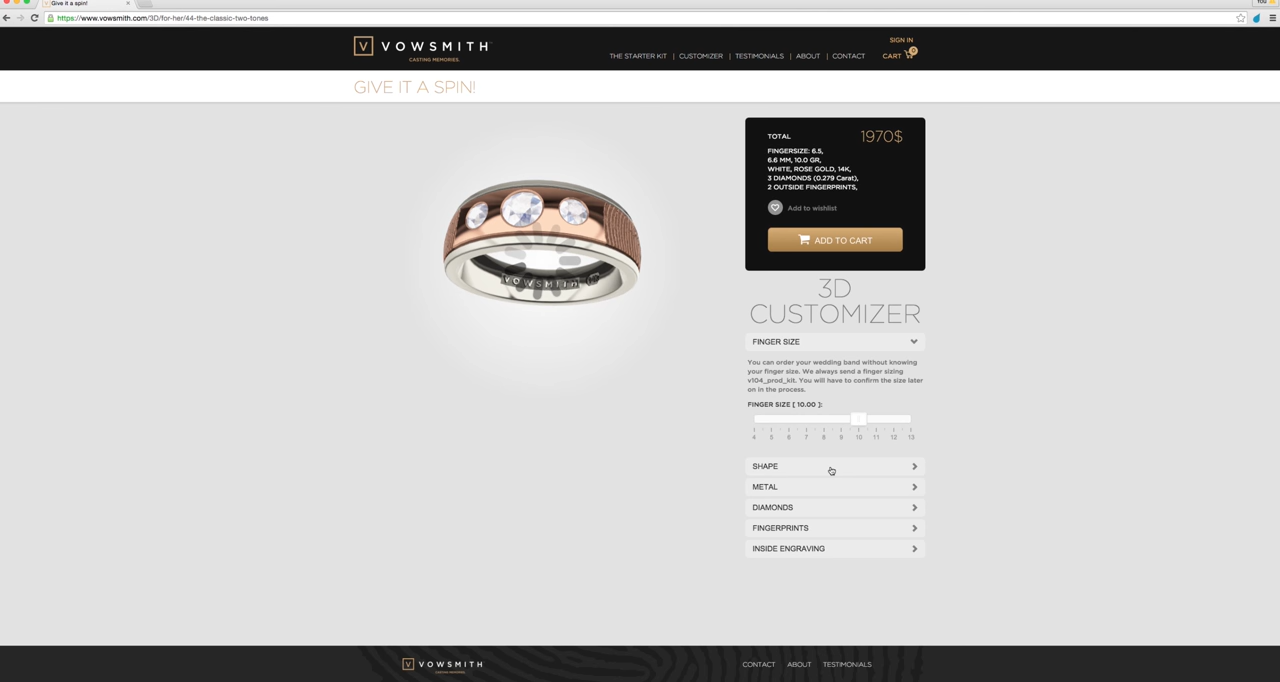 Give it a spin!
You
https://www.vowsmith.com/3D/for-her/44-the-classic-two-tones
V VOWSMITH
CASTING MEMORIES.
SIGN IN
THE STARTER KIT | CUSTOMIZER | TESTIMONIALS | ABOUT | CONTACT
CART 0
GIVE IT A SPIN!
TOTAL 1970$
FINGERSIZE: 6.5,
6.6 MM, 10.0 GR,
WHITE, ROSE GOLD, 14K,
3 DIAMONDS (0.279 Carat),
2 OUTSIDE FINGERPRINTS,
Add to wishlist
ADD TO CART
VOWSMITH
3D
CUSTOMIZER
FINGER SIZE
You can order your wedding band without knowing
your finger size. We always send a finger sizing
v104_prod_kit. You will have to confirm the size later
on in the process.
FINGER SIZE [ 10.00 ]:
4 5 6 7 8 9 10 11 12 13
SHAPE
METAL
DIAMONDS
FINGERPRINTS
INSIDE ENGRAVING
V VOWSMITH
CASTING MEMORIES.
CONTACT ABOUT TESTIMONIALS